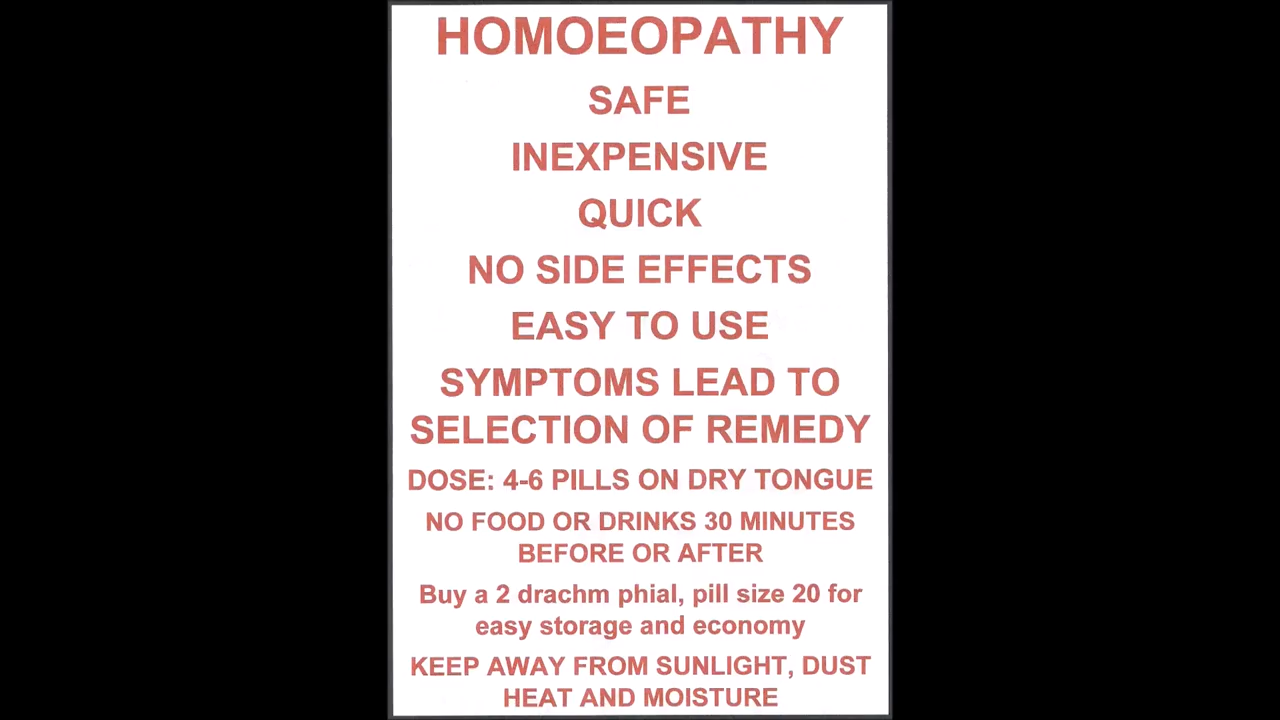 HOMOEOPATHY
SAFE
INEXPENSIVE
QUICK
NO SIDE EFFECTS
EASY TO USE
SYMPTOMS LEAD TO
SELECTION OF REMEDY
DOSE: 4-6 PILLS ON DRY TONGUE
NO FOOD OR DRINKS 30 MINUTES
BEFORE OR AFTER
Buy a 2 drachm phial, pill size 20 for
easy storage and economy
KEEP AWAY FROM SUNLIGHT, DUST
HEAT AND MOISTURE